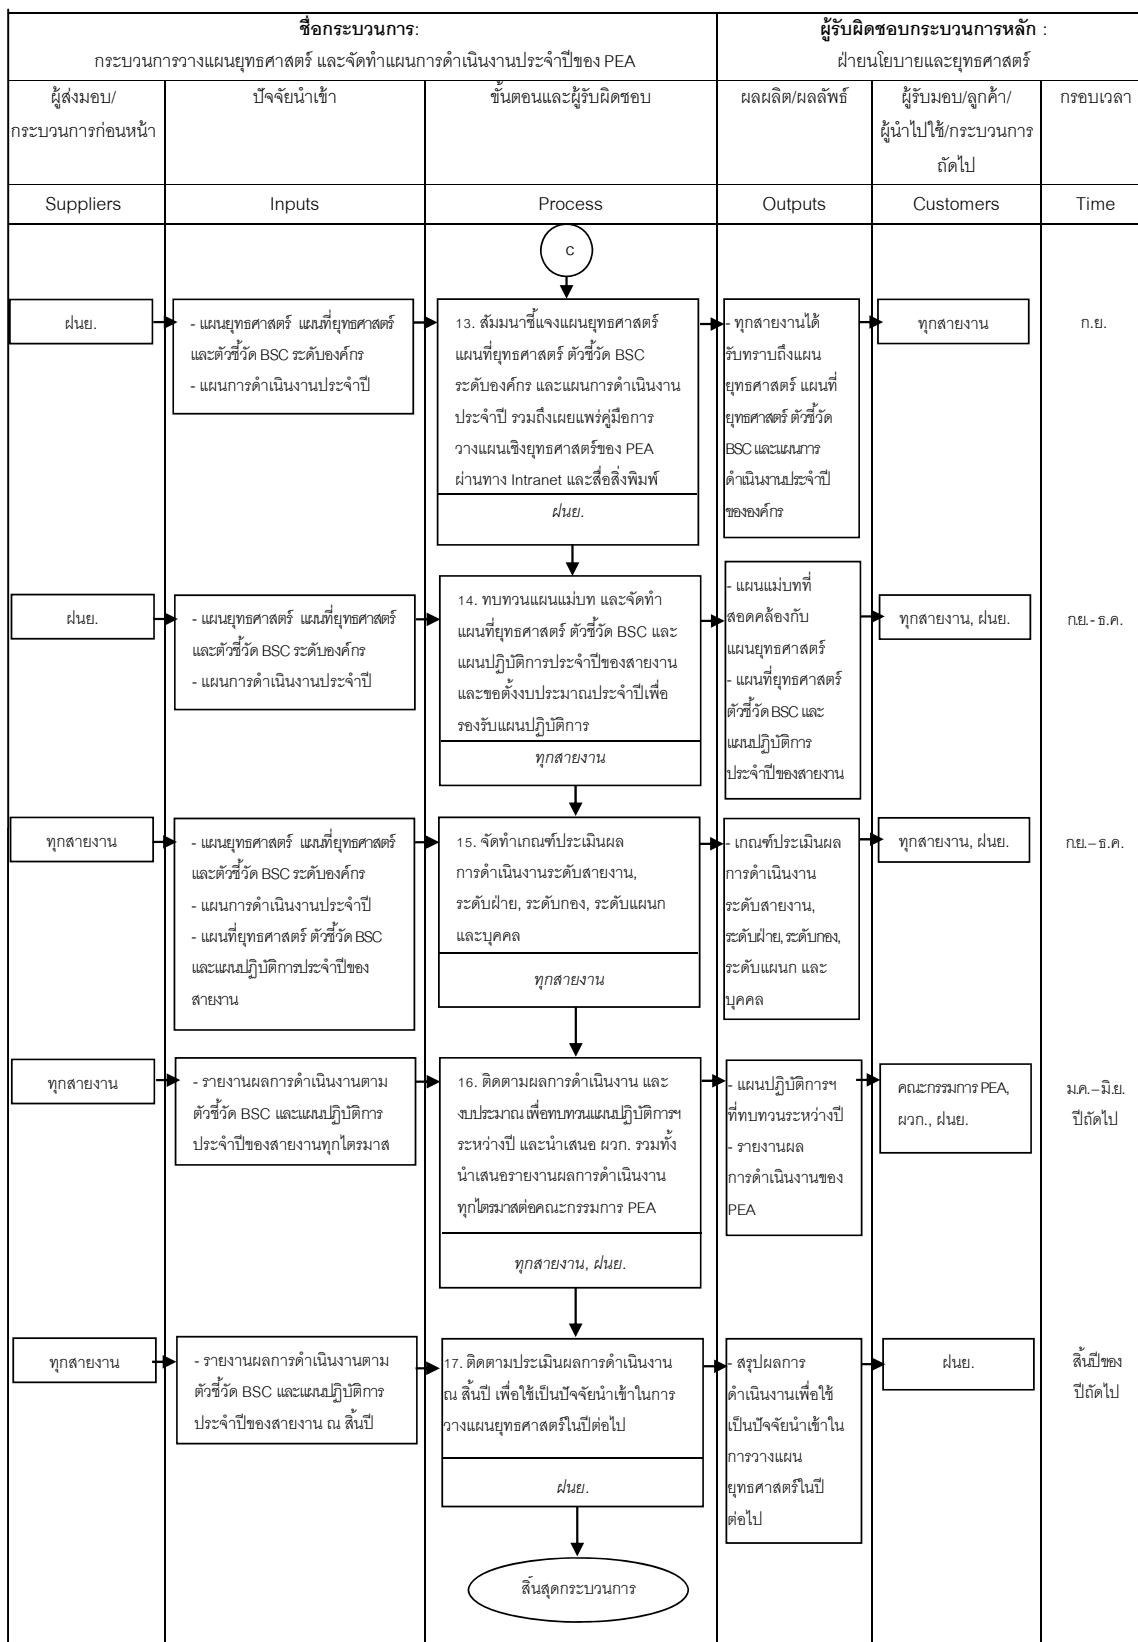 ชื่อกระบวนการ:
กระบวนการวางแผนยุทธศาสตร์ และจัดทำแผนการดำเนินงานประจำปีของ PEA
ผู้รับผิดชอบกระบวนการหลัก :
ฝ่ายนโยบายและยุทธศาสตร์
ผู้ส่งมอบ/
กระบวนการก่อนหน้า
ปัจจัยนำเข้า
ขั้นตอนและผู้รับผิดชอบ
ผลผลิต/ผลลัพธ์
ผู้รับมอบ/ลูกค้า/
ผู้นำไปใช้/กระบวนการ
ถัดไป
กรอบเวลา
Suppliers
Inputs
Process
Outputs
Customers
Time
C
ฝนย.
- แผนยุทธศาสตร์ แผนที่ยุทธศาสตร์
และตัวชี้วัด BSC ระดับองค์กร
- แผนการดำเนินงานประจำปี
13. สัมมนาชี้แจงแผนยุทธศาสตร์
แผนที่ยุทธศาสตร์ ตัวชี้วัด BSC
ระดับองค์กร และแผนการดำเนินงาน
ประจำปี รวมถึงเผยแพร่คู่มือการ
วางแผนเชิงยุทธศาสตร์ของ PEA
ผ่านทาง Intranet และสื่อสิ่งพิมพ์
ฝนย.
- ทุกสายงานได้
รับทราบถึงแผน
ยุทธศาสตร์ แผนที่
ยุทธศาสตร์ ตัวชี้วัด
BSC และแผนการ
ดำเนินงานประจำปี
ขององค์กร
ทุกสายงาน
ก.ย.
ฝนย.
- แผนยุทธศาสตร์ แผนที่ยุทธศาสตร์
และตัวชี้วัด BSC ระดับองค์กร
- แผนการดำเนินงานประจำปี
14. ทบทวนแผนแม่บท และจัดทำ
แผนที่ยุทธศาสตร์ ตัวชี้วัด BSC และ
แผนปฏิบัติการประจำปีของสายงาน
และขอตั้งงบประมาณประจำปีเพื่อ
รองรับแผนปฏิบัติการ
ทุกสายงาน
- แผนแม่บทที่
สอดคล้องกับ
แผนยุทธศาสตร์
- แผนที่ยุทธศาสตร์
ตัวชี้วัด BSC และ
แผนปฏิบัติการ
ประจำปีของสายงาน
ทุกสายงาน, ฝนย.
ก.ย.- ธ.ค.
ทุกสายงาน
- แผนยุทธศาสตร์ แผนที่ยุทธศาสตร์
และตัวชี้วัด BSC ระดับองค์กร
- แผนการดำเนินงานประจำปี
- แผนที่ยุทธศาสตร์ ตัวชี้วัด BSC
และแผนปฏิบัติการประจำปีของ
สายงาน
15. จัดทำเกณฑ์ประเมินผล
การดำเนินงานระดับสายงาน,
ระดับฝ่าย, ระดับกอง, ระดับแผนก
และบุคคล
ทุกสายงาน
- เกณฑ์ประเมินผล
การดำเนินงาน
ระดับสายงาน,
ระดับฝ่าย, ระดับกอง,
ระดับแผนก และ
บุคคล
ทุกสายงาน, ฝนย.
ก.ย.– ธ.ค.
ทุกสายงาน
- รายงานผลการดำเนินงานตาม
ตัวชี้วัด BSC และแผนปฏิบัติการ
ประจำปีของสายงานทุกไตรมาส
16. ติดตามผลการดำเนินงาน และ
งบประมาณ เพื่อทบทวนแผนปฏิบัติการฯ
ระหว่างปี และนำเสนอ ผวก. รวมทั้ง
นำเสนอรายงานผลการดำเนินงาน
ทุกไตรมาสต่อคณะกรรมการ PEA
ทุกสายงาน, ฝนย.
- แผนปฏิบัติการฯ
ที่ทบทวนระหว่างปี
- รายงานผล
การดำเนินงานของ
PEA
คณะกรรมการ PEA,
ผวก., ฝนย.
ม.ค.– มิ.ย.
ปีถัดไป
ทุกสายงาน
- รายงานผลการดำเนินงานตาม
ตัวชี้วัด BSC และแผนปฏิบัติการ
ประจำปีของสายงาน ณ สิ้นปี
17. ติดตามประเมินผลการดำเนินงาน
ณ สิ้นปี เพื่อใช้เป็นปัจจัยนำเข้าในการ
วางแผนยุทธศาสตร์ในปีต่อไป
ฝนย.
- สรุปผลการ
ดำเนินงานเพื่อใช้
เป็นปัจจัยนำเข้าใน
การวางแผน
ยุทธศาสตร์ในปี
ต่อไป
ฝนย.
สิ้นปีของ
ปีถัดไป
สิ้นสุดกระบวนการ